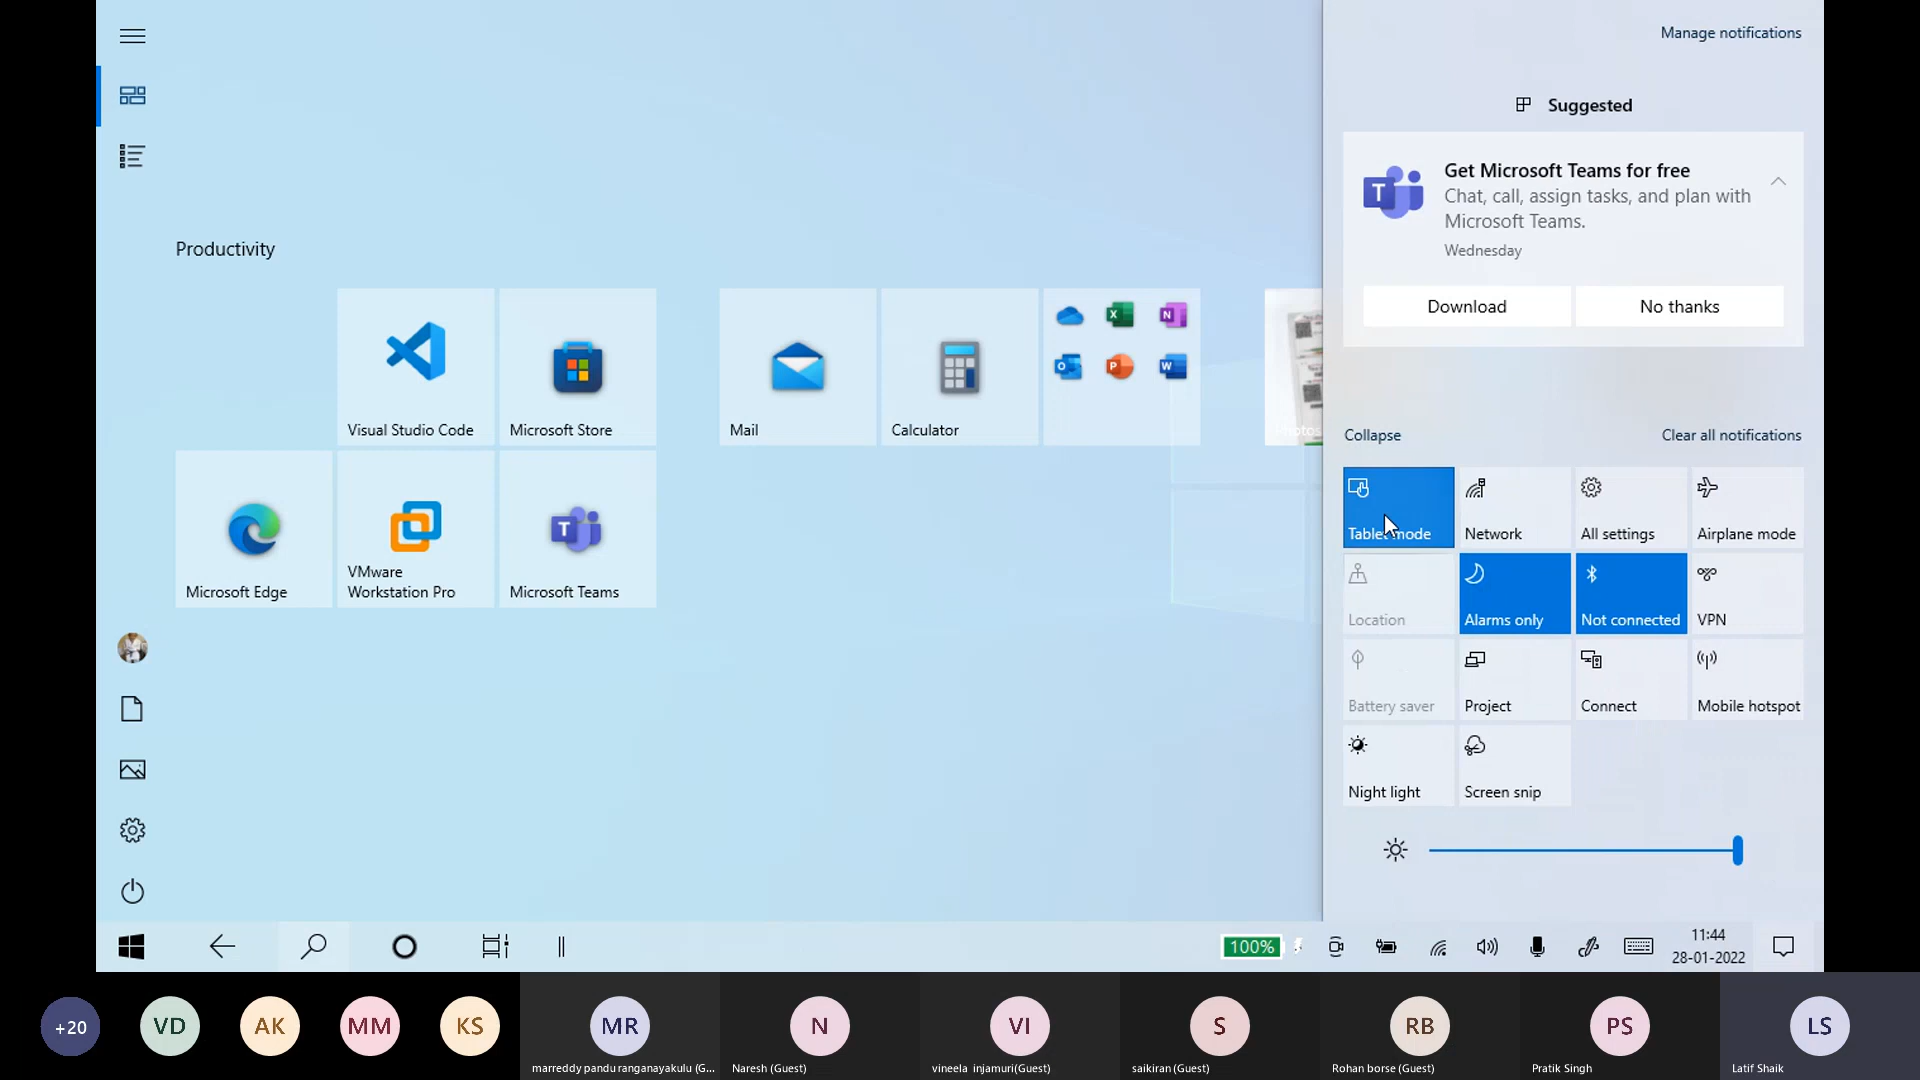 Manage notifications
Suggested
Get Microsoft Teams for free
Chat, call, assign tasks, and plan with
Microsoft Teams.
Wednesday
Download
No thanks
Productivity
Visual Studio Code
Microsoft Store
Mail
Calculator
Photos
Microsoft Edge
VMware
Workstation Pro
Microsoft Teams
Collapse
Clear all notifications
Tablet mode
Network
All settings
Airplane mode
Location
Alarms only
Not connected
VPN
Battery saver
Project
Connect
Mobile hotspot
Night light
Screen snip
100%
11:44
28-01-2022
+20
VD
AK
MM
KS
MR
N
VI
S
RB
PS
LS
marreddy pandu ranganayakulu (G...
Naresh (Guest)
vineela injamuri(Guest)
saikiran (Guest)
Rohan borse (Guest)
Pratik Singh
Latif Shaik